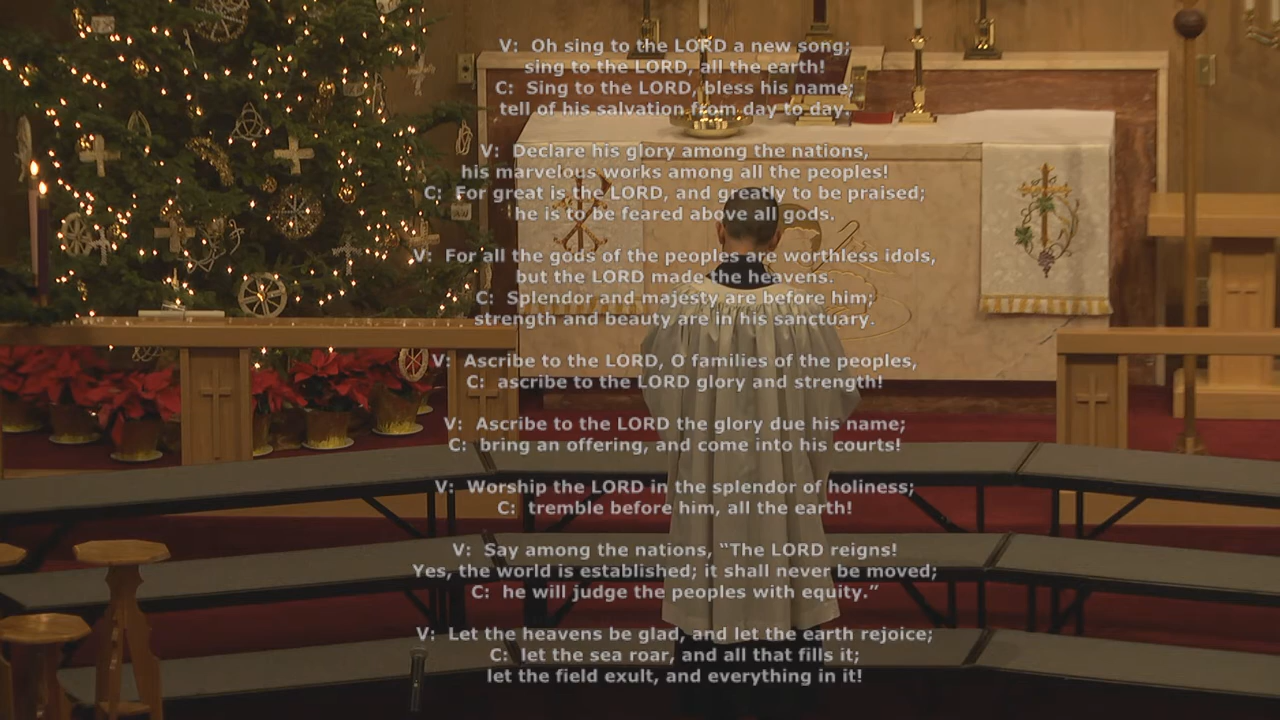 V:  Oh sing to the LORD a new song;
sing to the LORD, all the earth!
C:  Sing to the LORD, bless his name;
tell of his salvation from day to day.
V:  Declare his glory among the nations,
his marvelous works among all the peoples!
C:  For great is the LORD, and greatly to be praised;
he is to be feared above all gods.
V:  For all the gods of the peoples are worthless idols,
but the LORD made the heavens.
C:  Splendor and majesty are before him;
strength and beauty are in his sanctuary.
V:  Ascribe to the LORD, O families of the peoples,
C:  ascribe to the LORD glory and strength!
V:  Ascribe to the LORD the glory due his name;
C:  bring an offering, and come into his courts!
V:  Worship the LORD in the splendor of holiness;
C:  tremble before him, all the earth!
V:  Say among the nations, “The LORD reigns!
Yes, the world is established; it shall never be moved;
C:  he will judge the peoples with equity.”
V:  Let the heavens be glad, and let the earth rejoice;
C:  let the sea roar, and all that fills it;
let the field exult, and everything in it!